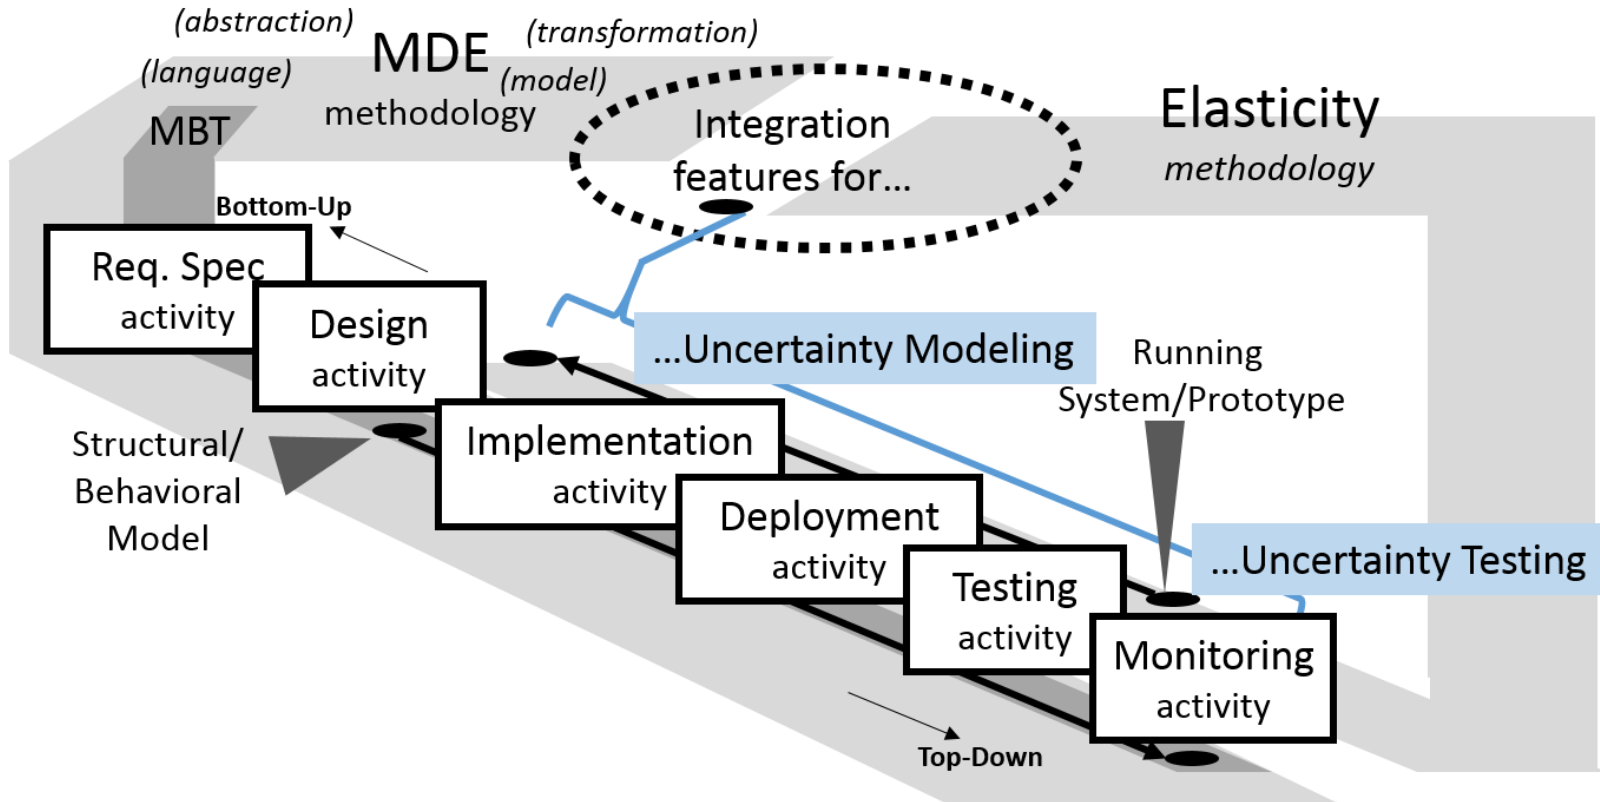 (abstraction)
MDE
(transformation)
(language)
(model)
methodology
MBT
Integration
features for...
Elasticity
methodology
Bottom-Up
Req. Spec
activity
Design
activity
...Uncertainty Modeling
Running
System/Prototype
Structural/
Behavioral
Model
Implementation
activity
Deployment
activity
...Uncertainty Testing
Testing
activity
Monitoring
activity
Top-Down